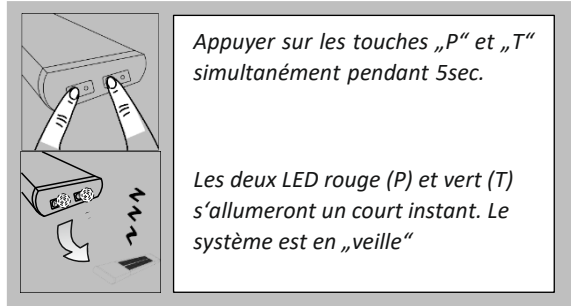 Appuyer sur les touches „P“ et „T“
simultanément pendant 5sec.
Les deux LED rouge (P) et vert (T)
s‘allumeront un court instant. Le
système est en „veille“